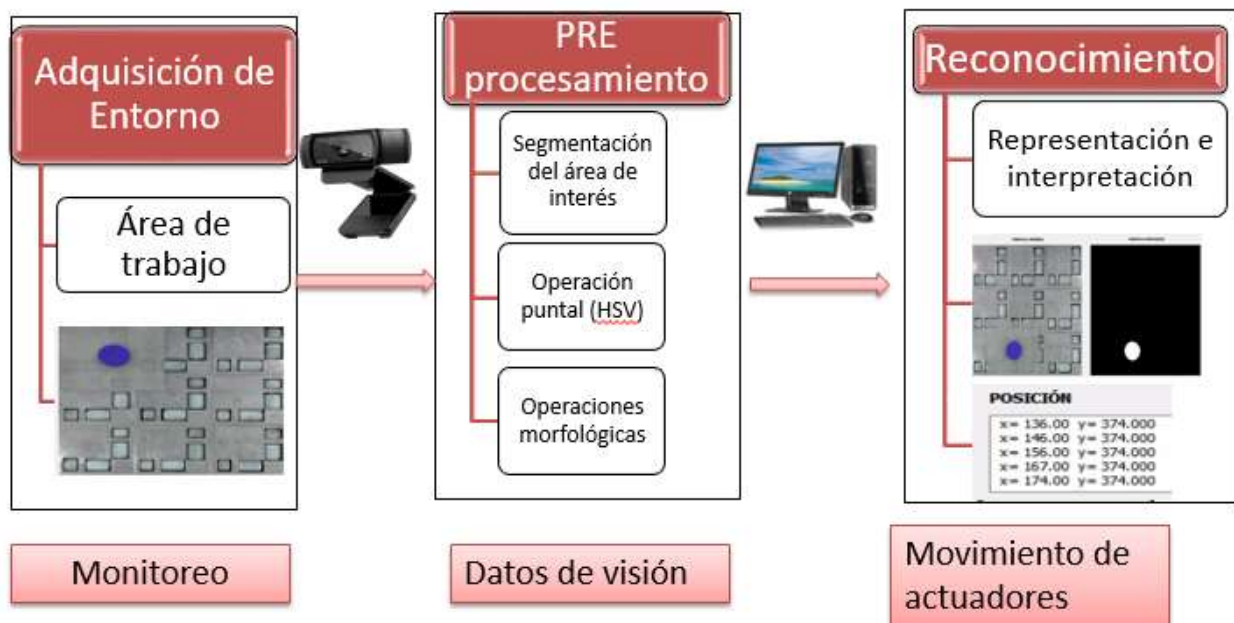 Adquisición de
Entorno
Área de
trabajo
Monitoreo
PRE
procesamiento
Segmentación
del área de
interés
Operación
puntal (HSV)
Operaciones
morfológicas
Datos de visión
Reconocimiento
Representación e
interpretación
POSICIÓN
x= 136.00 y= 374.000
x= 146.00 y= 374.000
x= 156.00 y= 374.000
x= 167.00 y= 374.000
x= 174.00 y= 374.000
Movimiento de
actuadores